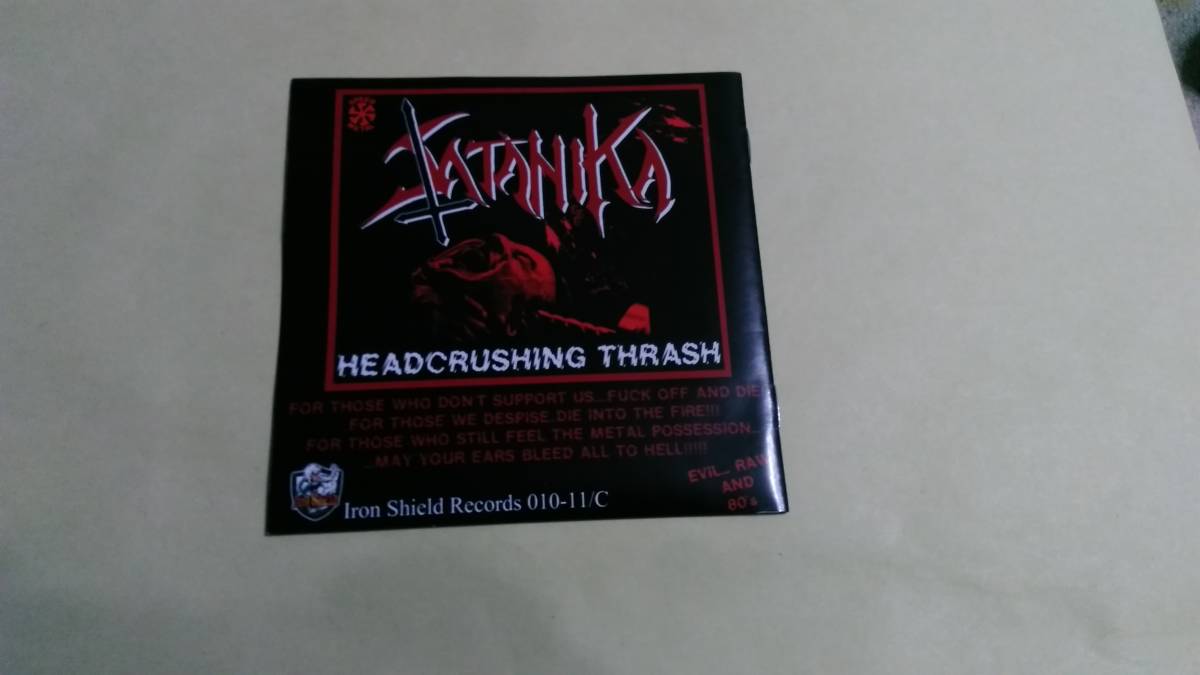 SATANIKA
HEADCRUSHING THRASH
FOR THOSE WHO DON'T SUPPORT US...FUCK OFF AND DIE
FOR THOSE WE DESPISE..DIE INTO THE FIRE!!!
FOR THOSE WHO STILL FEEL THE METAL POSSESSION...
...MAY YOUR EARS BLEED ALL TO HELL!!!!!
EVIL... RAW
AND
80's
Iron Shield Records 010-11/C